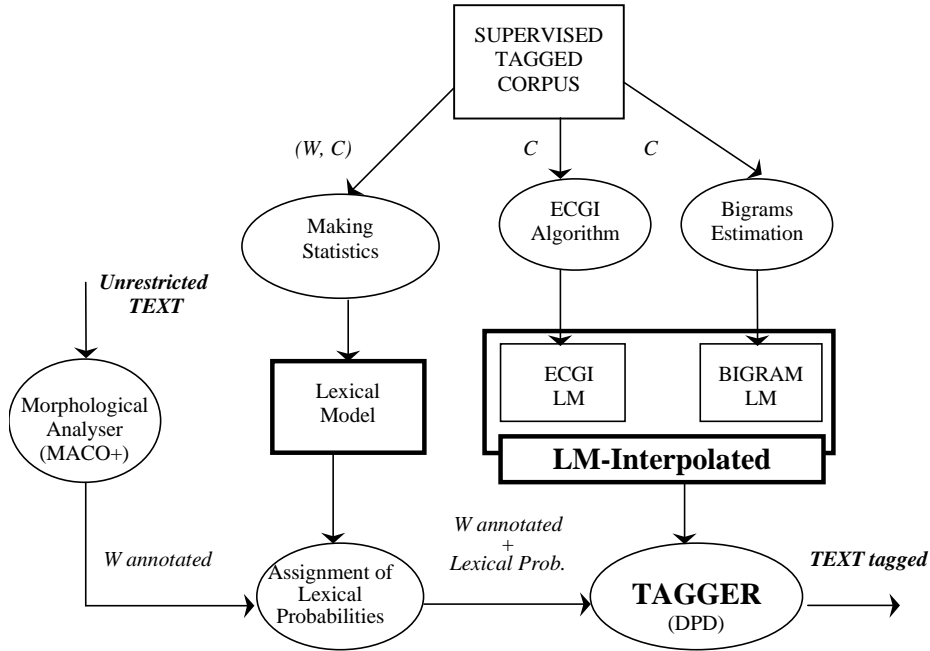 SUPERVISED
TAGGED
CORPUS
(W, C)
C
C
Making
Statistics
ECGI
Algorithm
Bigrams
Estimation
Unrestricted
TEXT
Morphological
Analyser
(MACO+)
Lexical
Model
ECGI
LM
BIGRAM
LM
LM-Interpolated
W annotated
Assignment of
Lexical
Probabilities
W annotated
+
Lexical Prob.
TAGGER
(DPD)
TEXT tagged